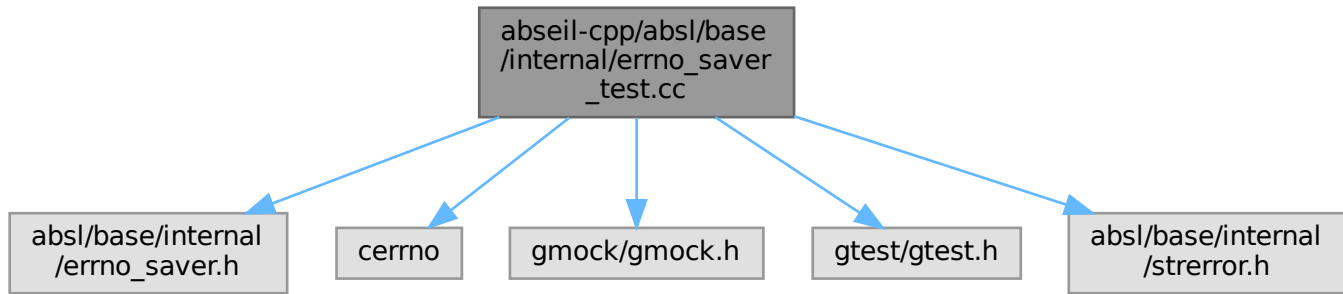 abseil-cpp/absl/base
/internal/errno_saver
_test.cc
absl/base/internal
/errno_saver.h
cerrno
gmock/gmock.h
gtest/gtest.h
absl/base/internal
/strerror.h